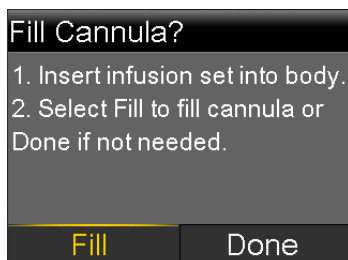 Fill Cannula?
1. Insert infusion set into body.
2. Select Fill to fill cannula or
Done if not needed.
Fill
Done